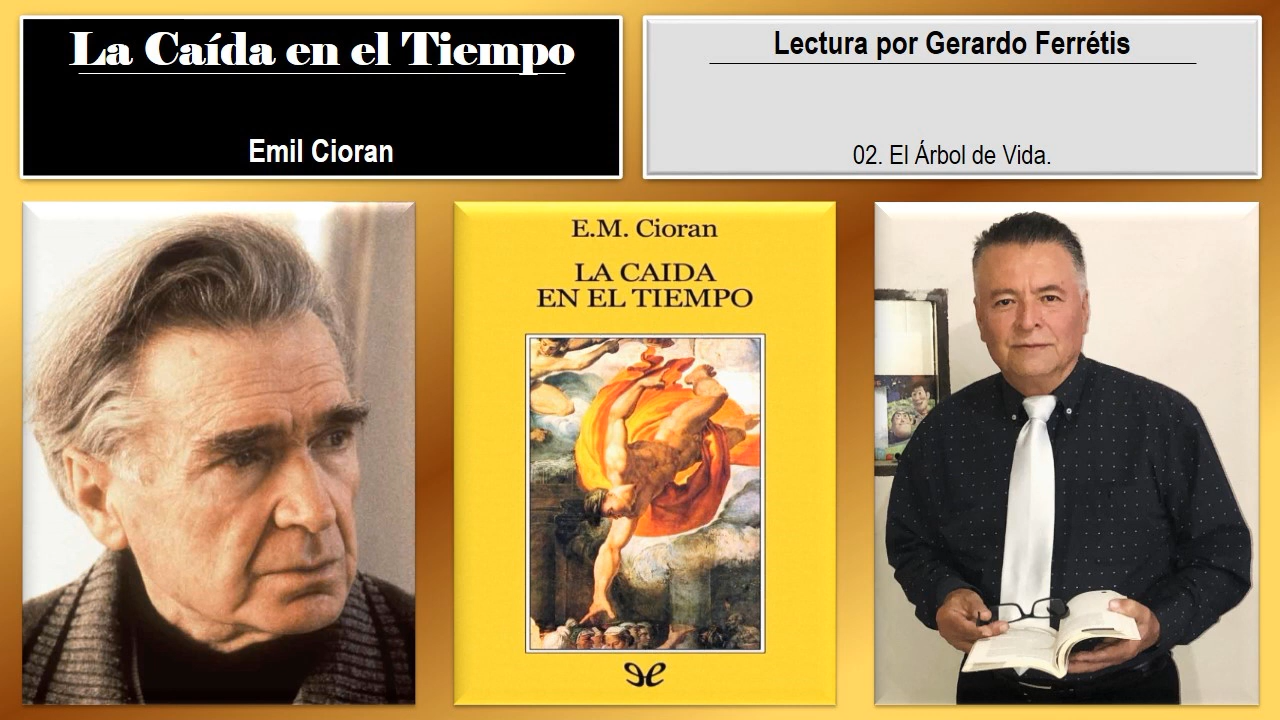 La Caída en el Tiempo
Emil Cioran
Lectura por Gerardo Ferrétis
02. El Árbol de Vida.
E.M. Cioran
LA CAIDA
EN EL TIEMPO